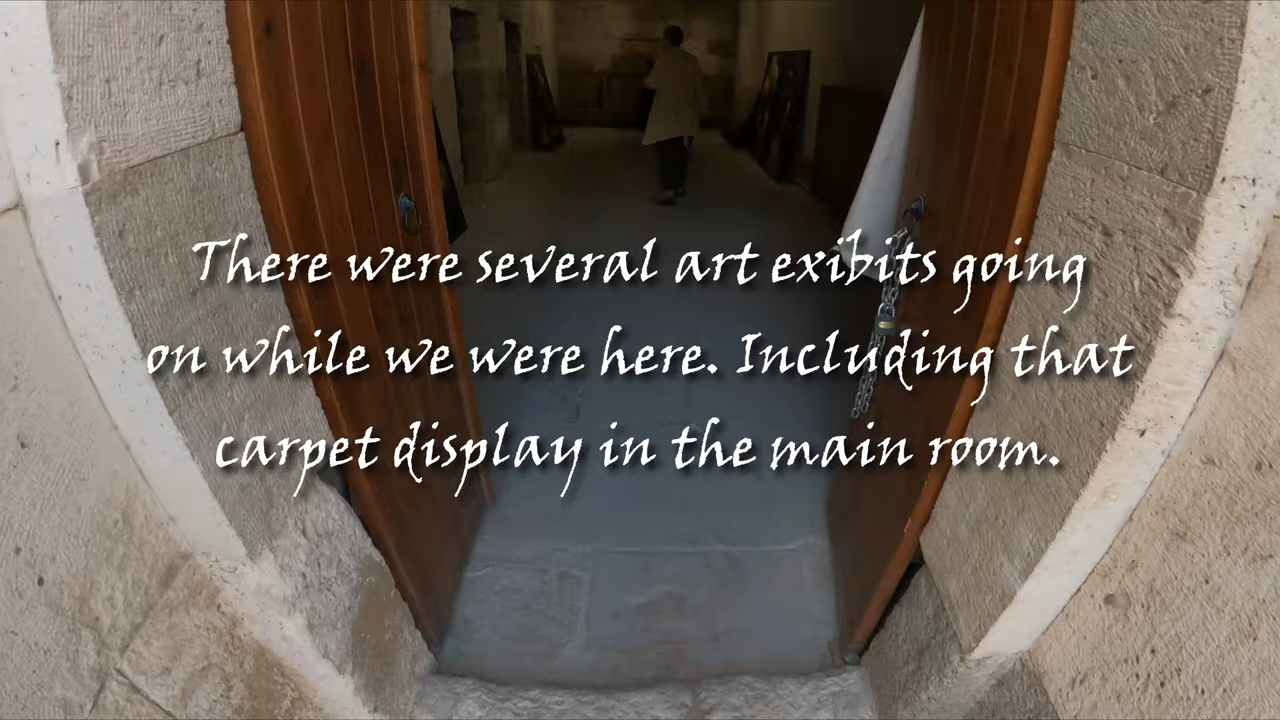 There were several art exibits going
on while we were here. Including that
carpet display in the main room.